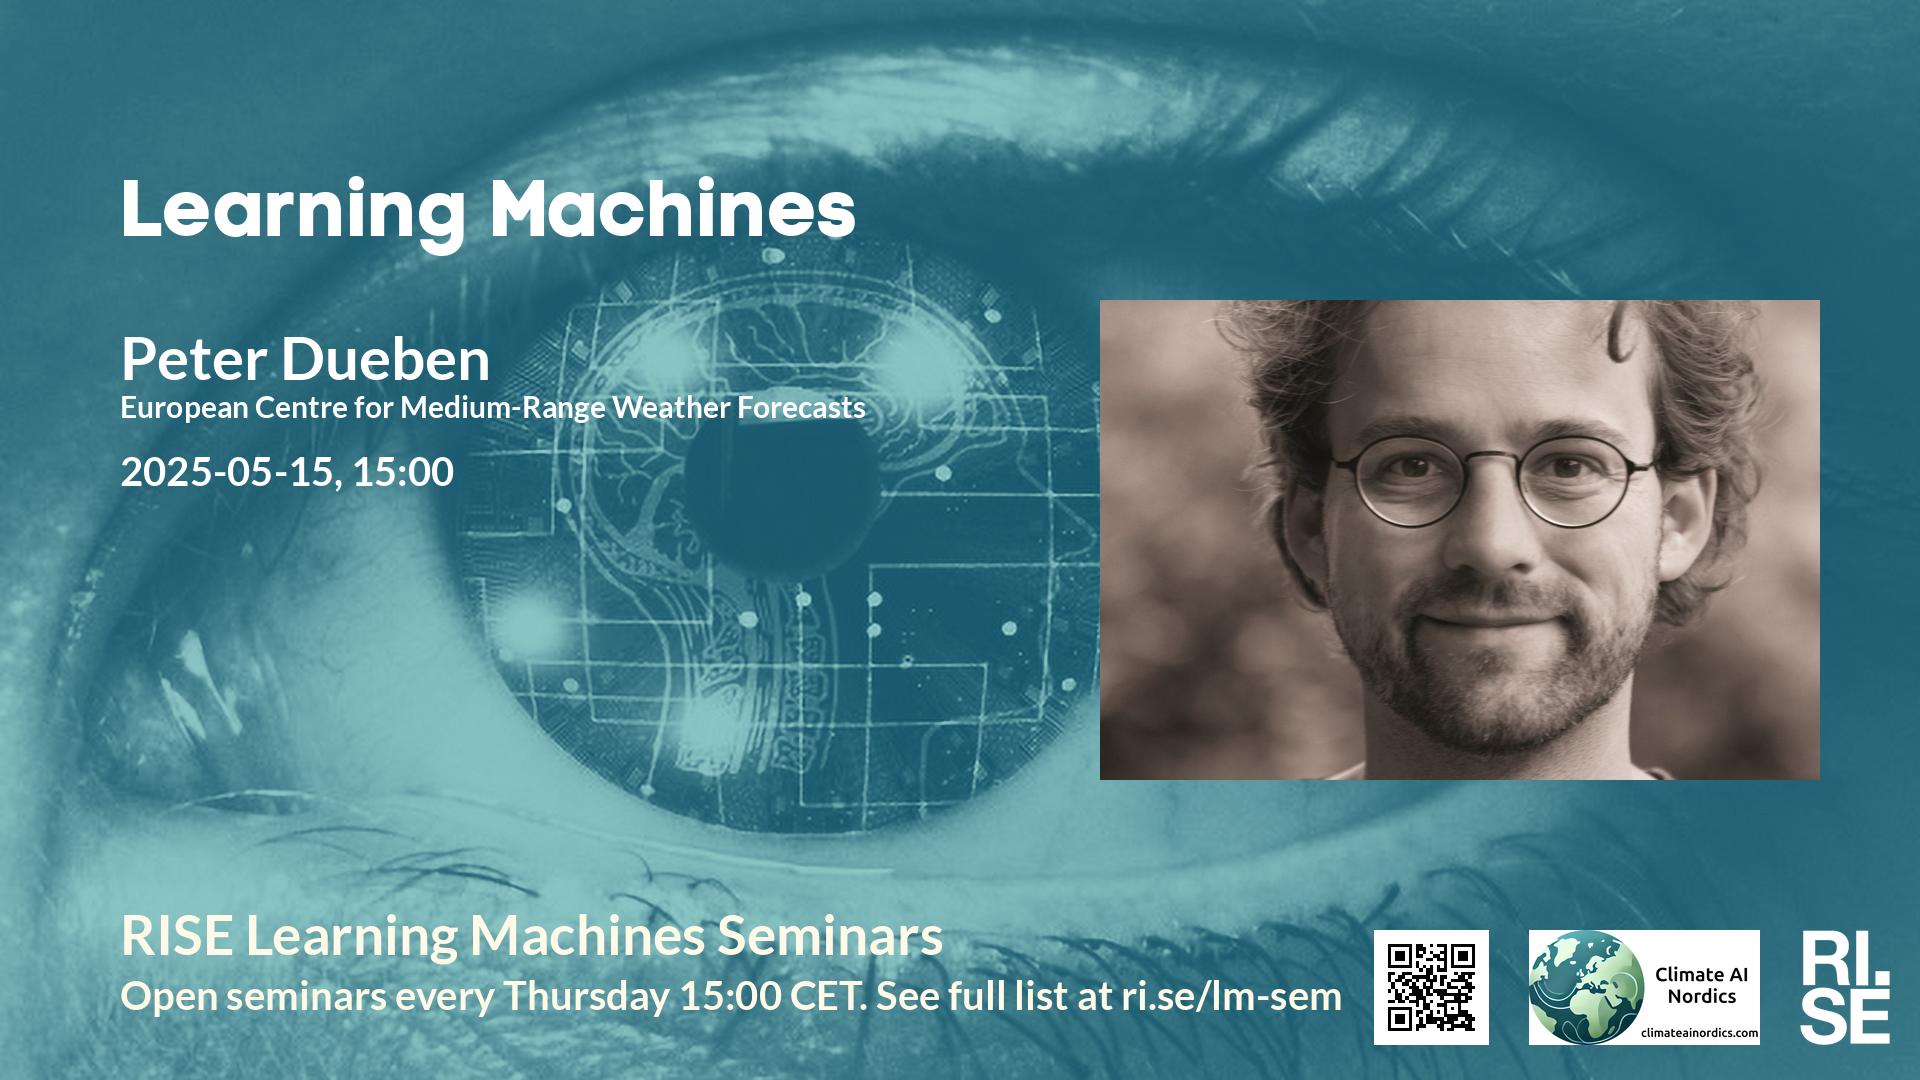 Learning Machines
Peter Dueben
European Centre for Medium-Range Weather Forecasts
2025-05-15, 15:00
RISE Learning Machines Seminars
Open seminars every Thursday 15:00 CET. See full list at ri.se/lm-sem
Climate AI
Nordics
climateainordics.com
RI.
SE